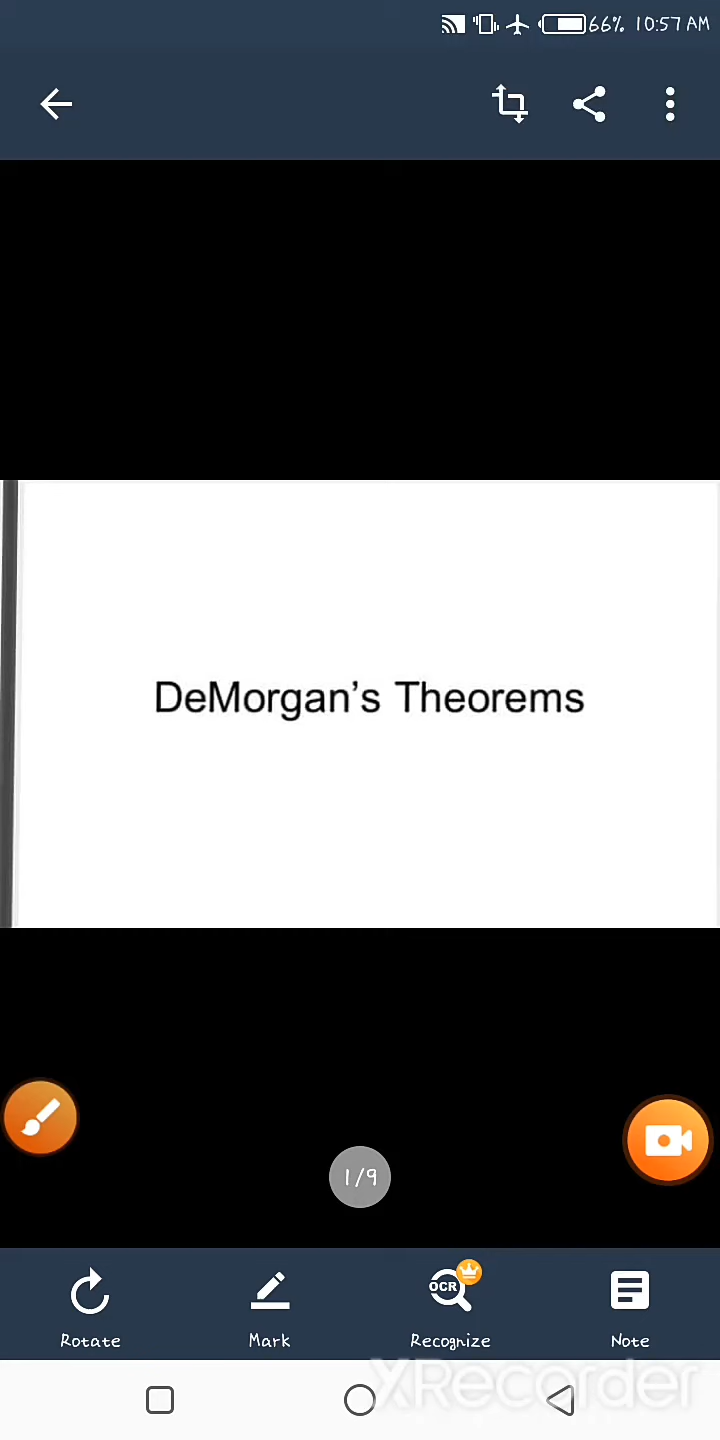 66% 10:57 AM
DeMorgan's Theorems
1/9
OCR
Rotate
Mark
Recognize
Note
XRecorder